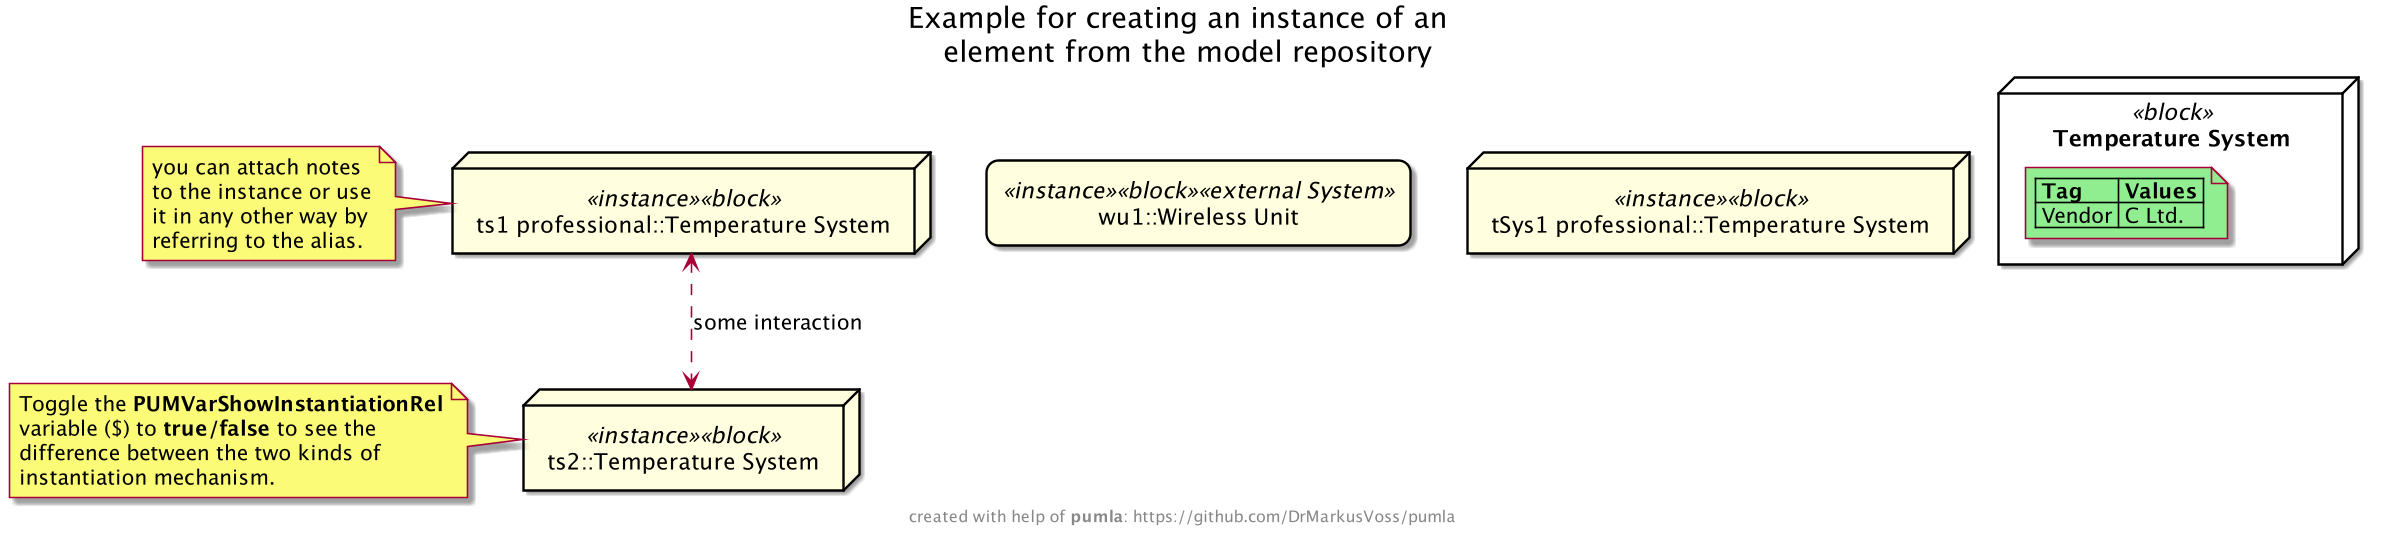 Example for creating an instance of an
element from the model repository
you can attach notes
to the instance or use
it in any other way by
referring to the alias.
«instance»«block»
ts1 professional::Temperature System
«instance»«block»«external System»
wu1::Wireless Unit
«instance»«block»
tSys1 professional::Temperature System
«block»
Temperature System
Tag Values
Vendor C Ltd.
some interaction
Toggle the PUMVarShowInstantiationRel
variable ($) to true/false to see the
difference between the two kinds of
instantiation mechanism.
«instance»«block»
ts2::Temperature System
created with help of pumla: https://github.com/DrMarkusVoss/pumla